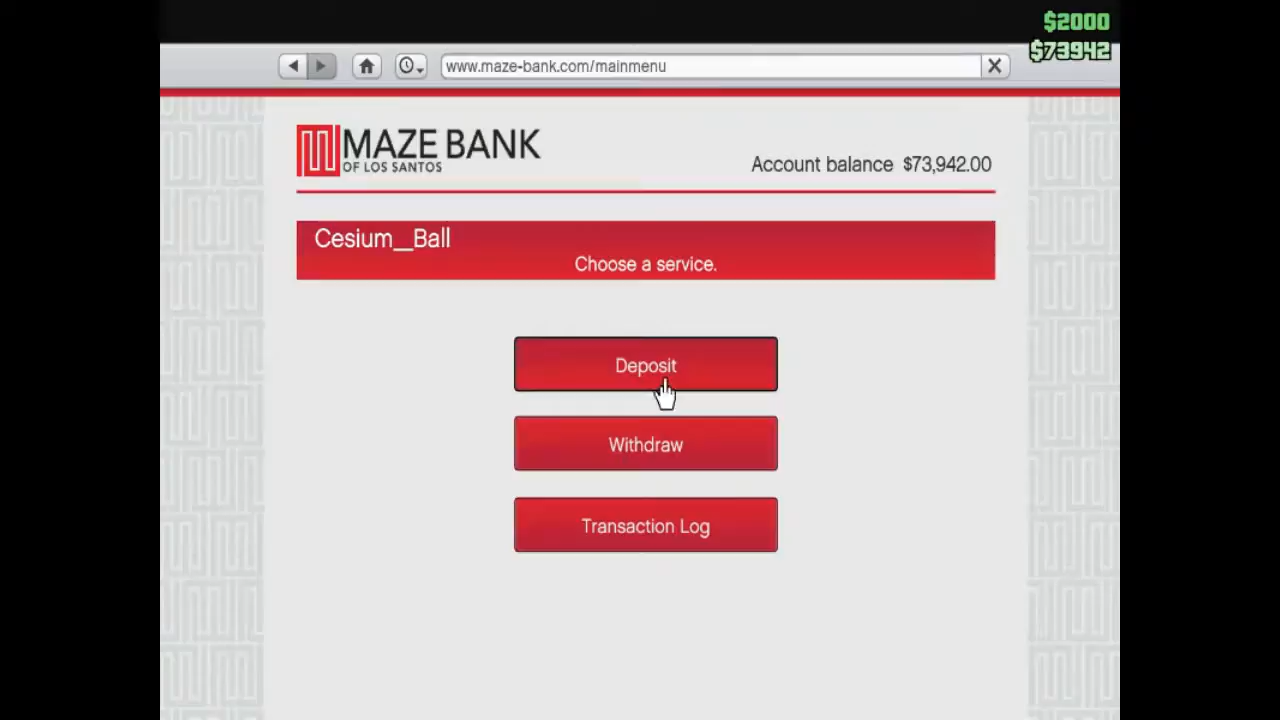 $2000
$73942
www.maze-bank.com/mainmenu
MAZE BANK
OF LOS SANTOS
Account balance $73,942.00
Cesium__Ball
Choose a service.
Deposit
Withdraw
Transaction Log